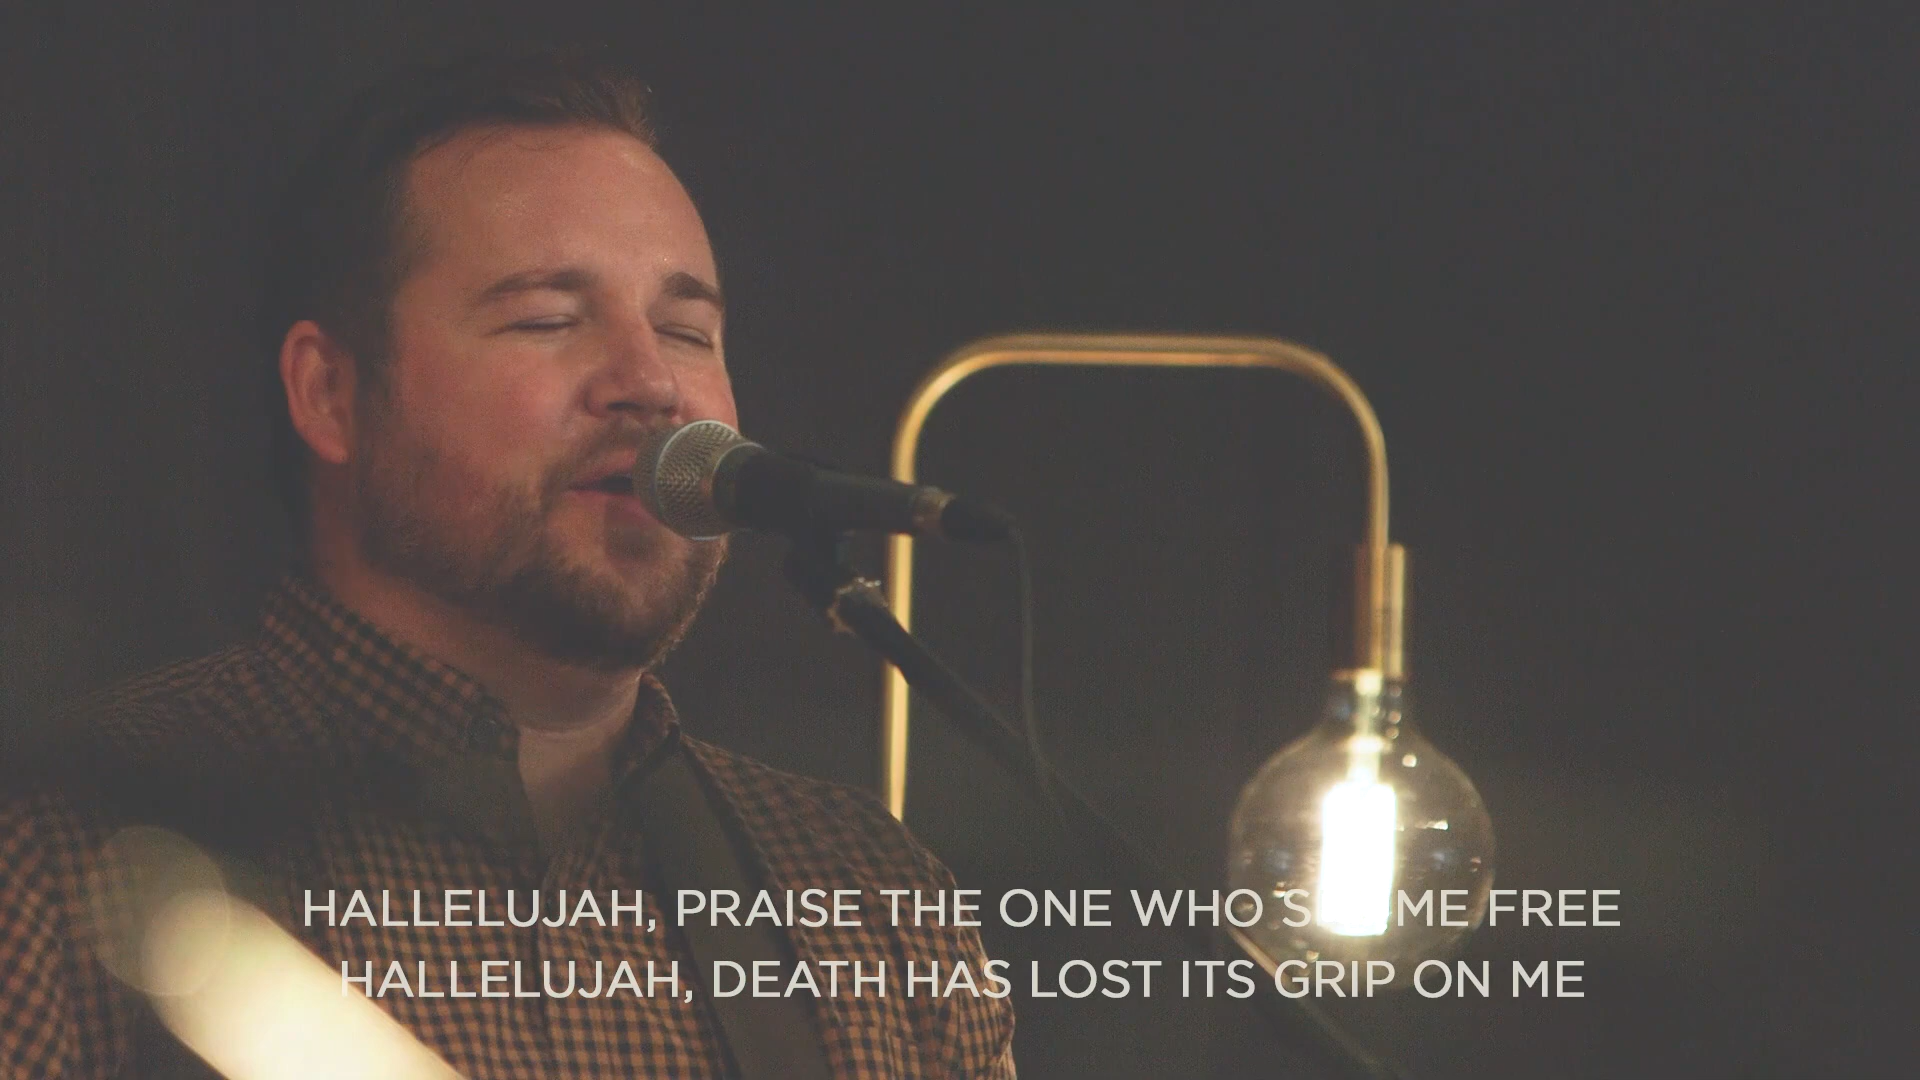 HALLELUJAH, PRAISE THE ONE WHO ME FREE
HALLELUJAH, DEATH HAS LOST ITS GRIP ON ME